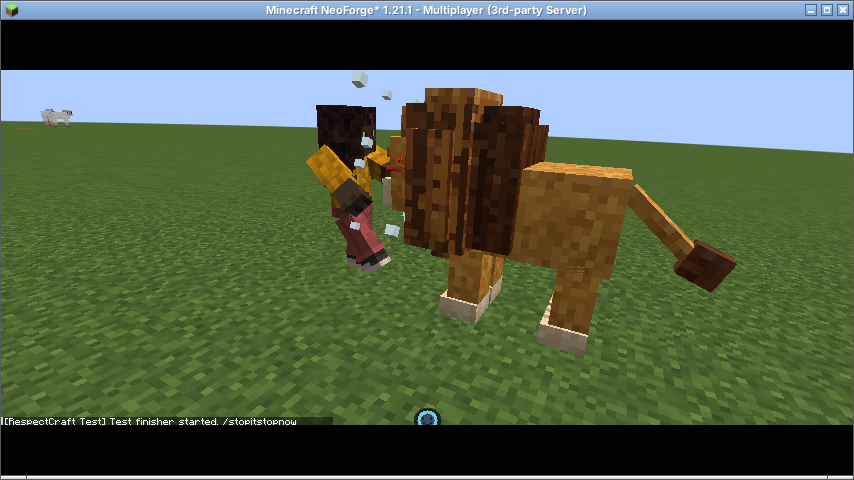 Minecraft NeoForge* 1.21.1 - Multiplayer (3rd-party Server)
[RespectCraft Test] Test finisher started. /stopitstopnow